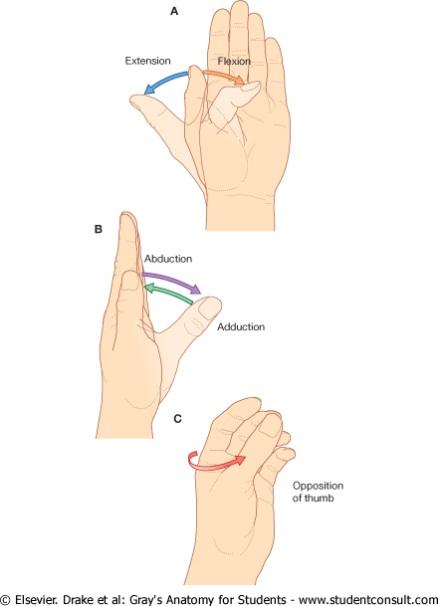 A
Extension
Flexion
B
Abduction
Adduction
C
Opposition
of thumb
© Elsevier. Drake et al: Gray's Anatomy for Students - www.studentconsult.com